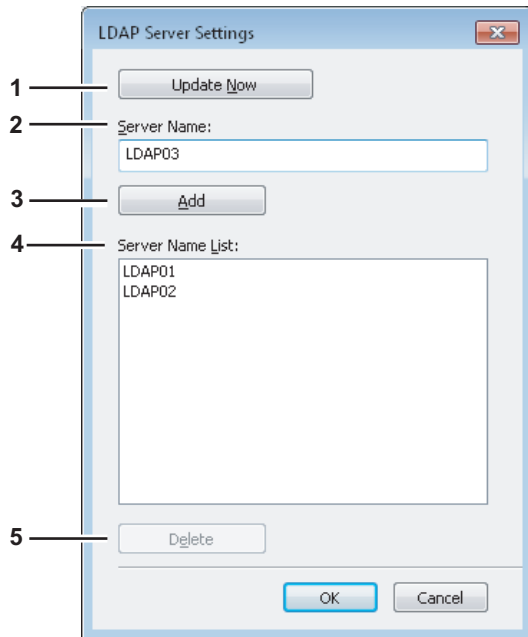 LDAP Server Settings
1 Update Now
2 Server Name:
LDAP03
3 Add
4 Server Name List:
LDAP01
LDAP02
5 Delete
OK Cancel